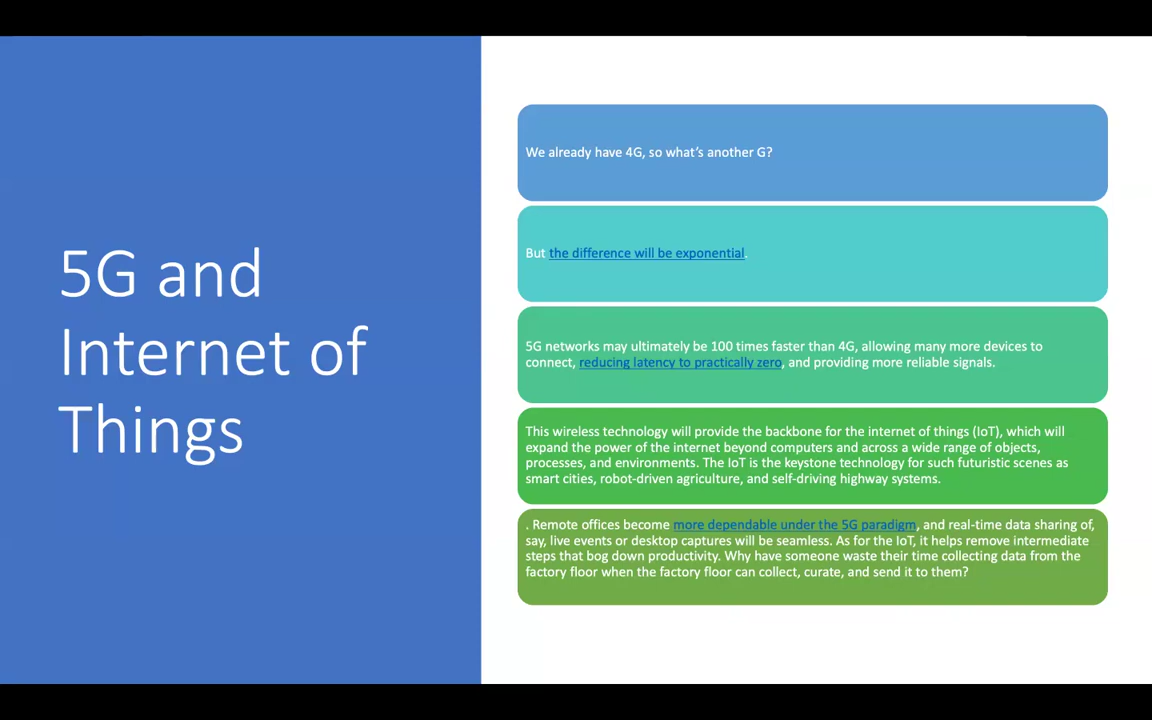 5G and
Internet of
Things
We already have 4G, so what's another G?
But the difference will be exponential.
5G networks may ultimately be 100 times faster than 4G, allowing many more devices to
connect, reducing latency to practically zero, and providing more reliable signals.
This wireless technology will provide the backbone for the internet of things (IoT), which will
expand the power of the internet beyond computers and across a wide range of objects,
processes, and environments. The IoT is the keystone technology for such futuristic scenes as
smart cities, robot-driven agriculture, and self-driving highway systems.
. Remote offices become more dependable under the 5G paradigm, and real-time data sharing of,
say, live events or desktop captures will be seamless. As for the IoT, it helps remove intermediate
steps that bog down productivity. Why have someone waste their time collecting data from the
factory floor when the factory floor can collect, curate, and send it to them?